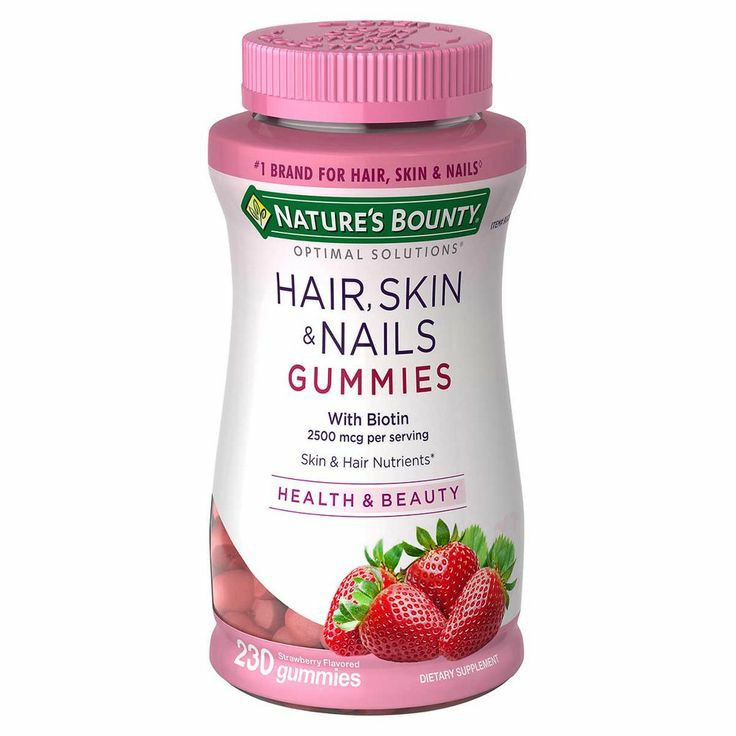 #1 BRAND FOR HAIR, SKIN & NAILS◊
NATURE'S BOUNTY®
OPTIMAL SOLUTIONS®
HAIR, SKIN
& NAILS
GUMMIES
With Biotin
2500 mcg per serving
Skin & Hair Nutrients*
HEALTH & BEAUTY
230 Strawberry Flavored
gummies
DIETARY SUPPLEMENT